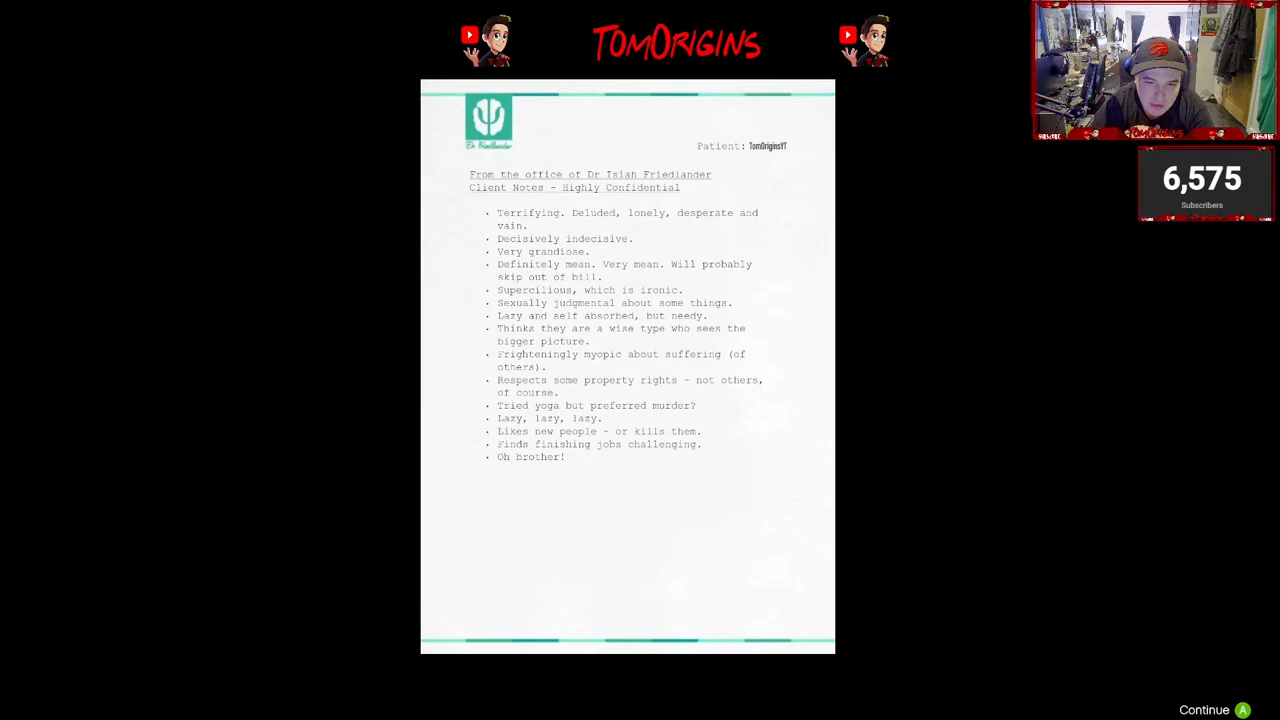 TOMORIGINS
Dr Friedlander
Patient: TomOriginsYT
From the office of Dr Isiah Friedlander
Client Notes - Highly Confidential
· Terrifying. Deluded, lonely, desperate and
vain.
· Decisively indecisive.
· Very grandiose.
· Definitely mean. Very mean. Will probably
skip out of bill.
· Supercilious, which is ironic.
· Sexually judgmental about some things.
· Lazy and self absorbed, but needy.
· Thinks they are a wise type who sees the
bigger picture.
· Frighteningly myopic about suffering (of
others).
· Respects some property rights - not others,
of course.
· Tried yoga but preferred murder?
· Lazy, lazy, lazy.
· Likes new people - or kills them.
· Finds finishing jobs challenging.
· Oh brother!
SUBSCRIBE TOMORIGINS SUBSCRIBE
6,575
Subscribers
Continue A